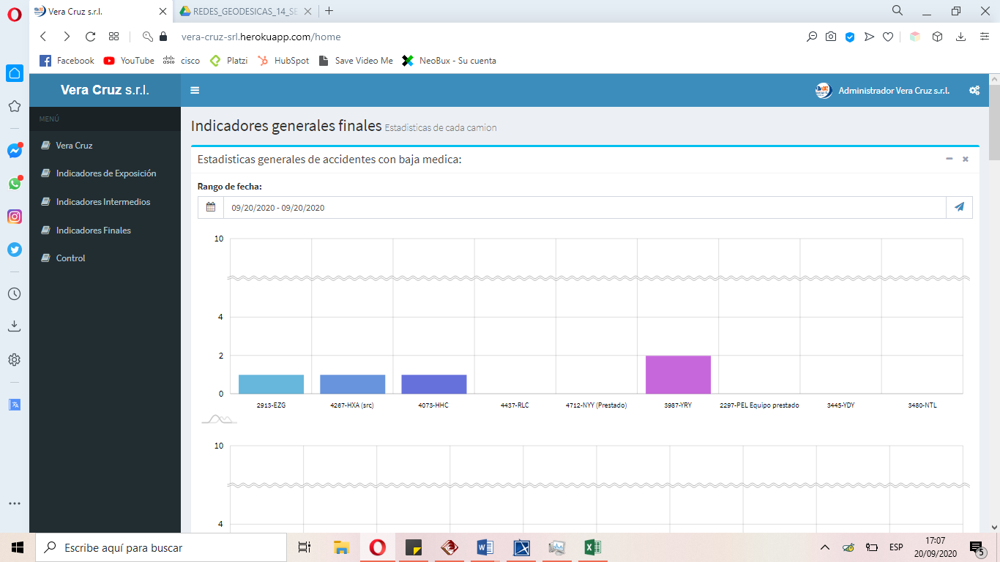 Vera Cruz s.r.l.
REDES_GEODESICAS_14_SE
vera-cruz-srl.herokuapp.com/home
Facebook
YouTube
cisco
Platzi
HubSpot
Save Video Me
NeoBux - Su cuenta
Vera Cruz s.r.l.
Administrador Vera Cruz s.r.l.
MENÚ
Vera Cruz
Indicadores de Exposición
Indicadores Intermedios
Indicadores Finales
Control
Indicadores generales finales Estadisticas de cada camion
Estadisticas generales de accidentes con baja medica:
Rango de fecha:
09/20/2020 - 09/20/2020
10
4
2
0
2913-EZG
4267-HXA (src)
4073-HHC
4437-RLC
4712-NYY (Prestado)
3987-YRY
2297-PEL Equipo prestado
3445-YDY
3480-NTL
10
4
Escribe aquí para buscar
ESP
17:07
20/09/2020
5